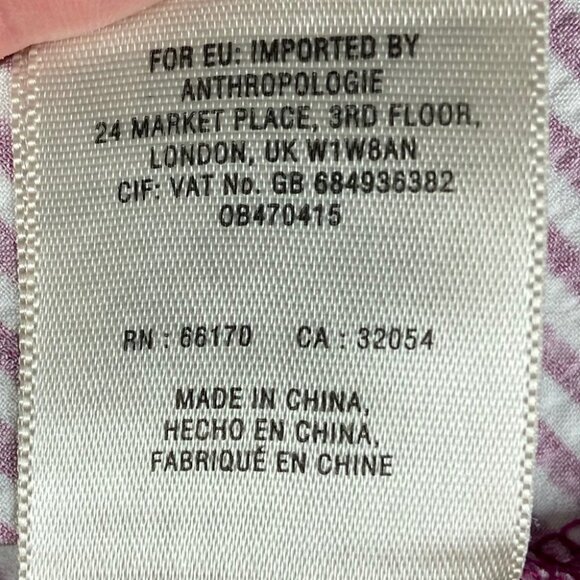 FOR EU: IMPORTED BY
ANTHROPOLOGIE
24 MARKET PLACE, 3RD FLOOR,
LONDON, UK W1W8AN
CIF: VAT No. GB 684936382
OB470415
RN : 66170 CA : 32054
MADE IN CHINA,
HECHO EN CHINA,
FABRIQUÉ EN CHINE